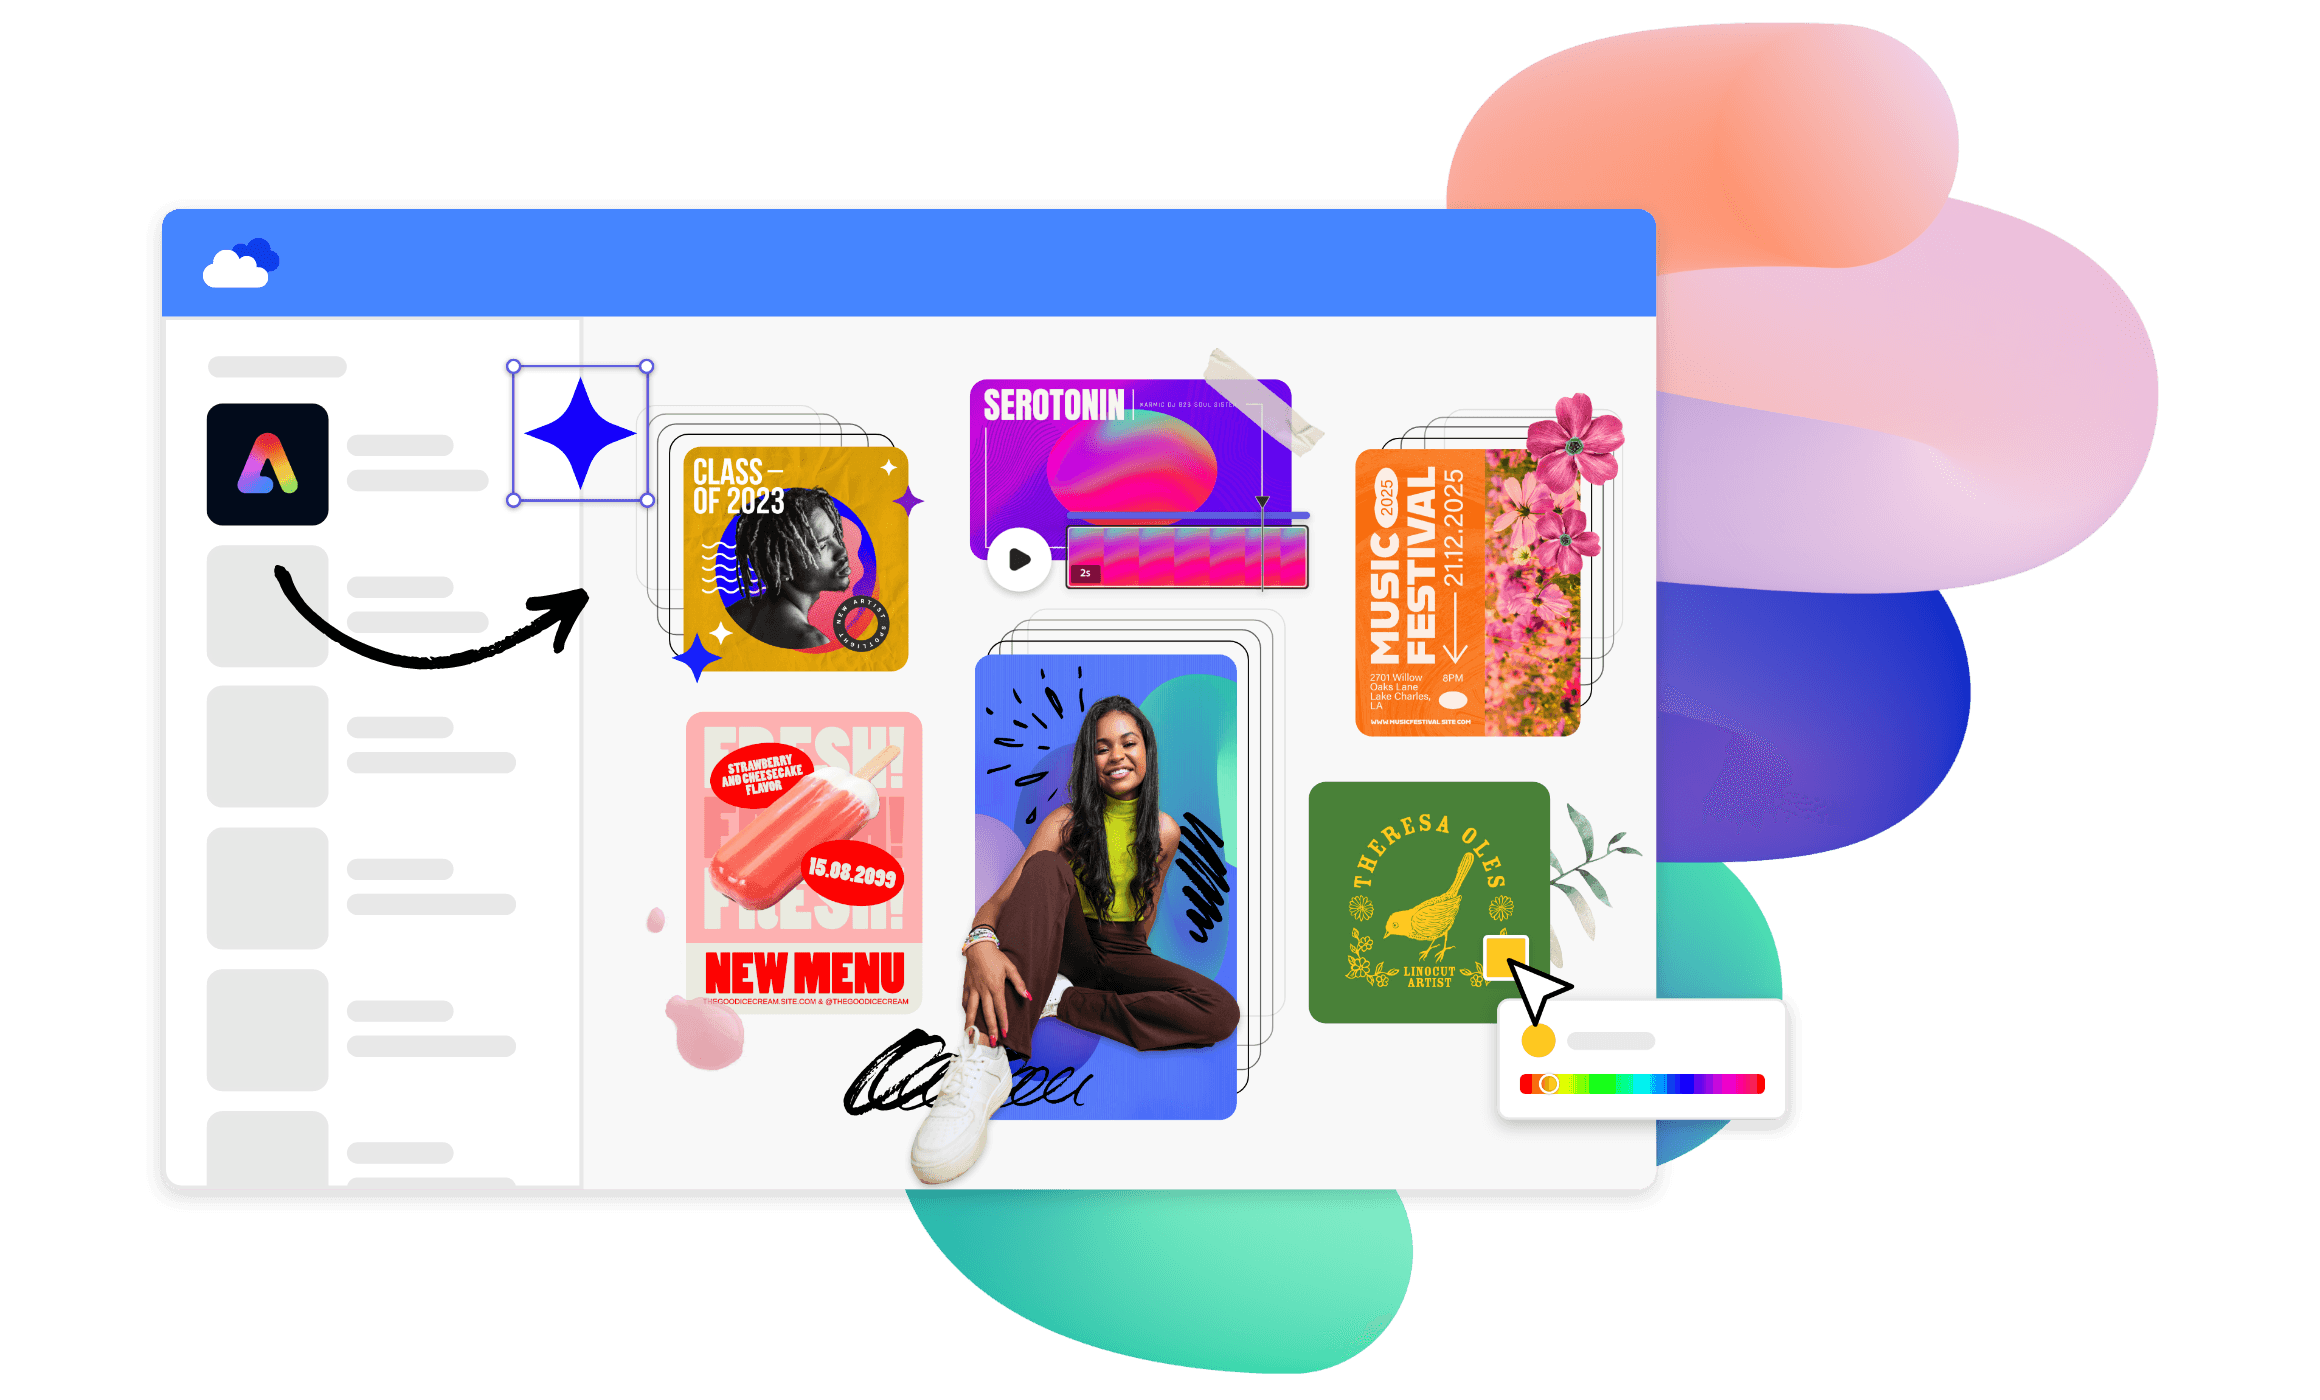 CLASS –
OF 2023
NEW ARTIST SPOTLIGHT
SEROTONIN
KARMIC DJ B23 SOUL SISTER
2s
MUSIC 2025
FESTIVAL
21.12.2025
2701 Willow
Oaks Lane
Lake Charles,
LA
8PM
WWW.MUSICFESTIVAL.SITE.COM
FRESH!
FRESH!
FRESH!
STRAWBERRY
AND CHEESECAKE
FLAVOR
15.08.2099
NEW MENU
THEGOODICECREAM.SITE.COM & @THEGOODICECREAM
THERESA OLES
LINOCUT
ARTIST